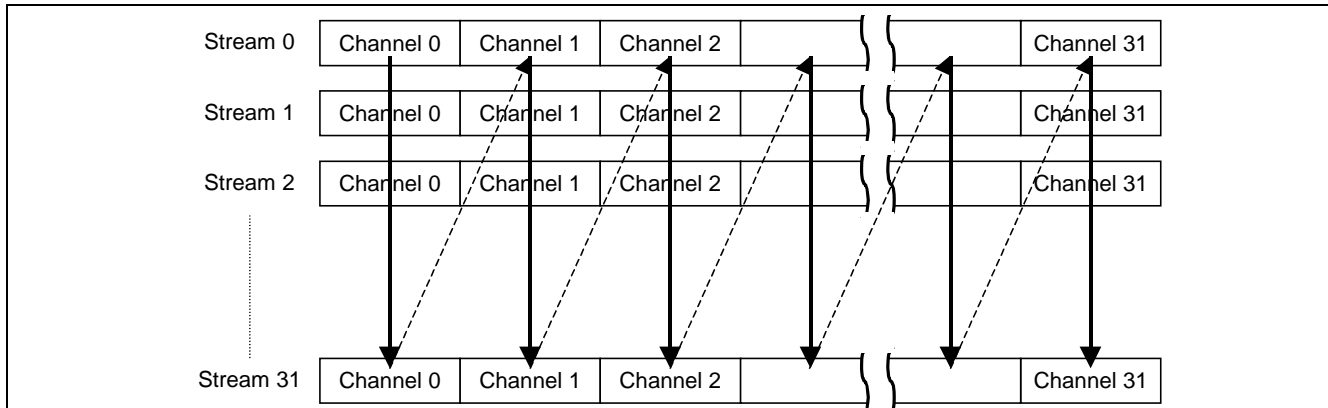 Stream 0 Channel 0 Channel 1 Channel 2 Channel 31
Stream 1 Channel 0 Channel 1 Channel 2 Channel 31
Stream 2 Channel 0 Channel 1 Channel 2 Channel 31
Stream 31 Channel 0 Channel 1 Channel 2 Channel 31